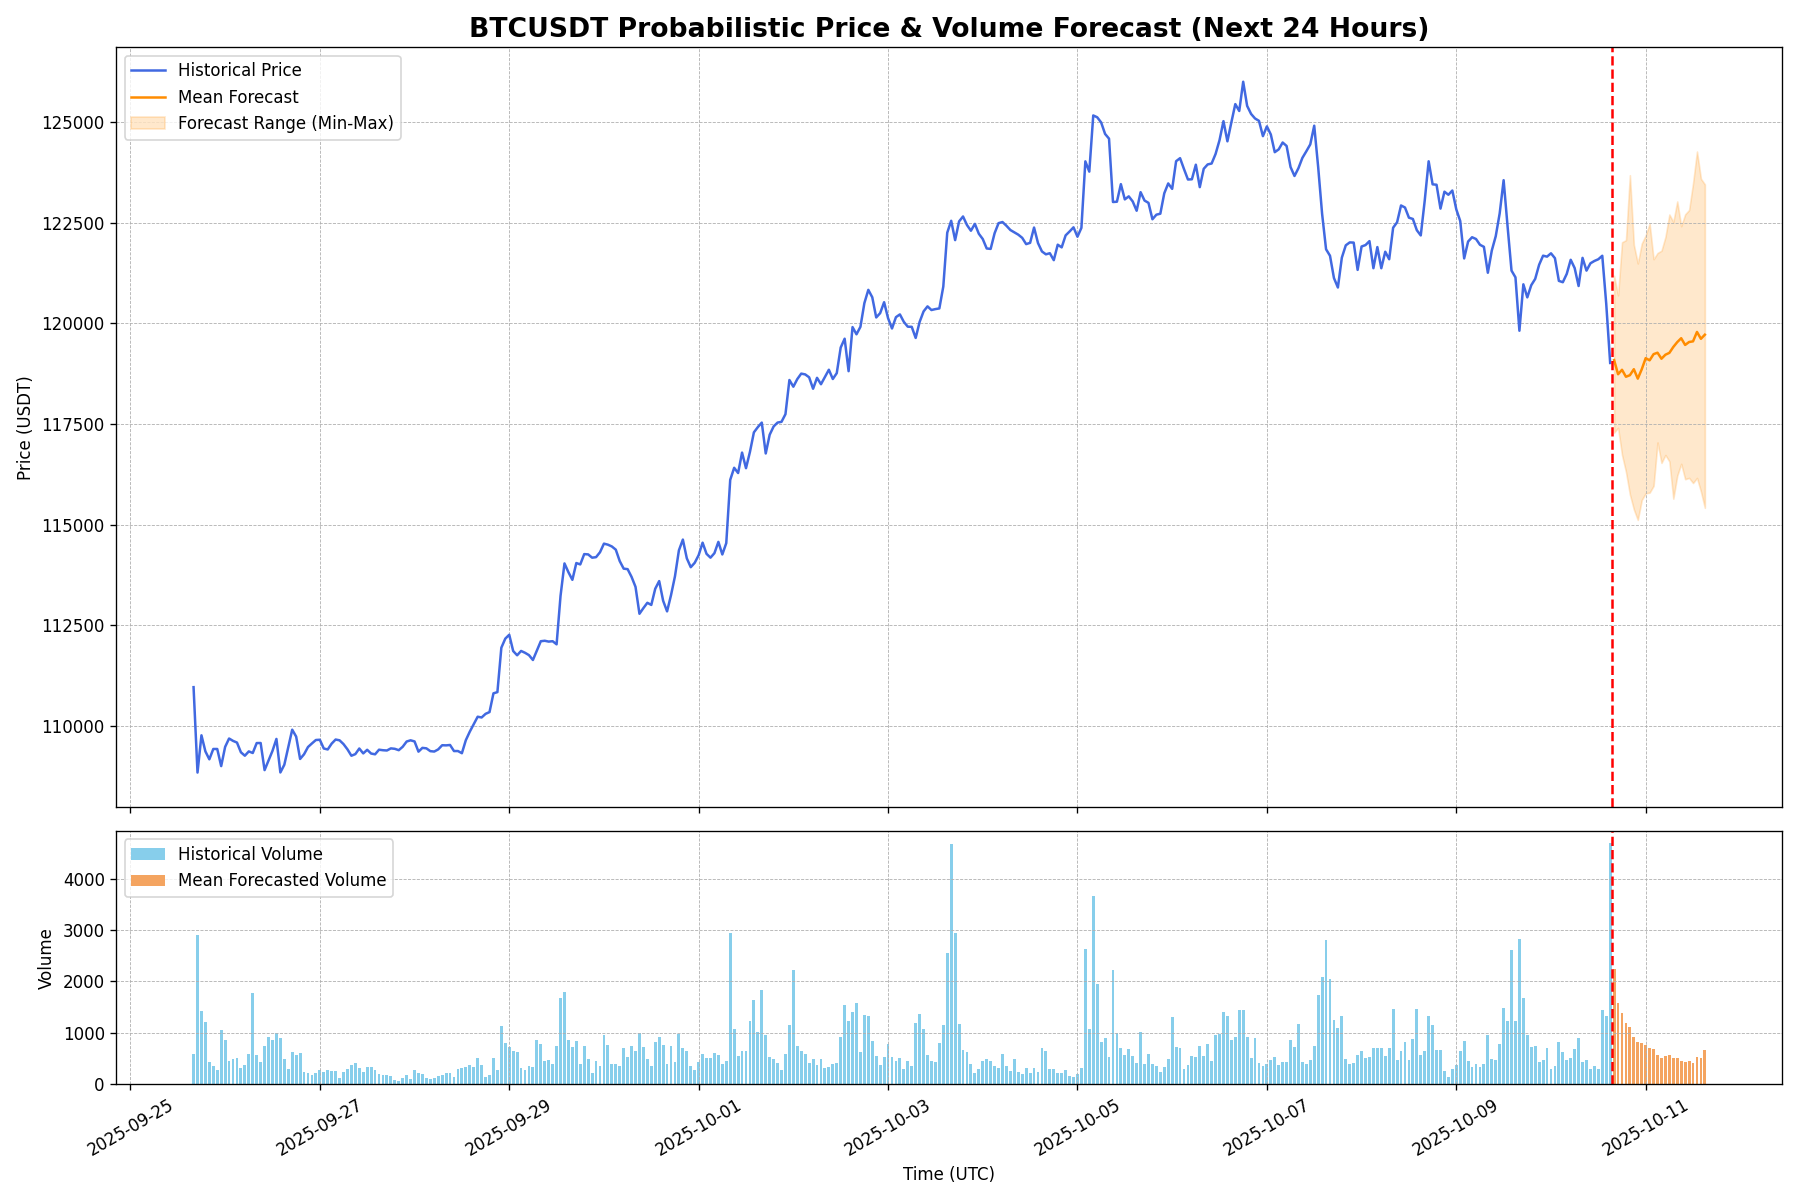 BTCUSDT Probabilistic Price & Volume Forecast (Next 24 Hours)
Historical Price
Mean Forecast
Forecast Range (Min-Max)
Price (USDT)
125000
122500
120000
117500
115000
112500
110000
Historical Volume
Mean Forecasted Volume
Volume
4000
3000
2000
1000
0
2025-09-25
2025-09-27
2025-09-29
2025-10-01
2025-10-03
2025-10-05
2025-10-07
2025-10-09
2025-10-11
Time (UTC)